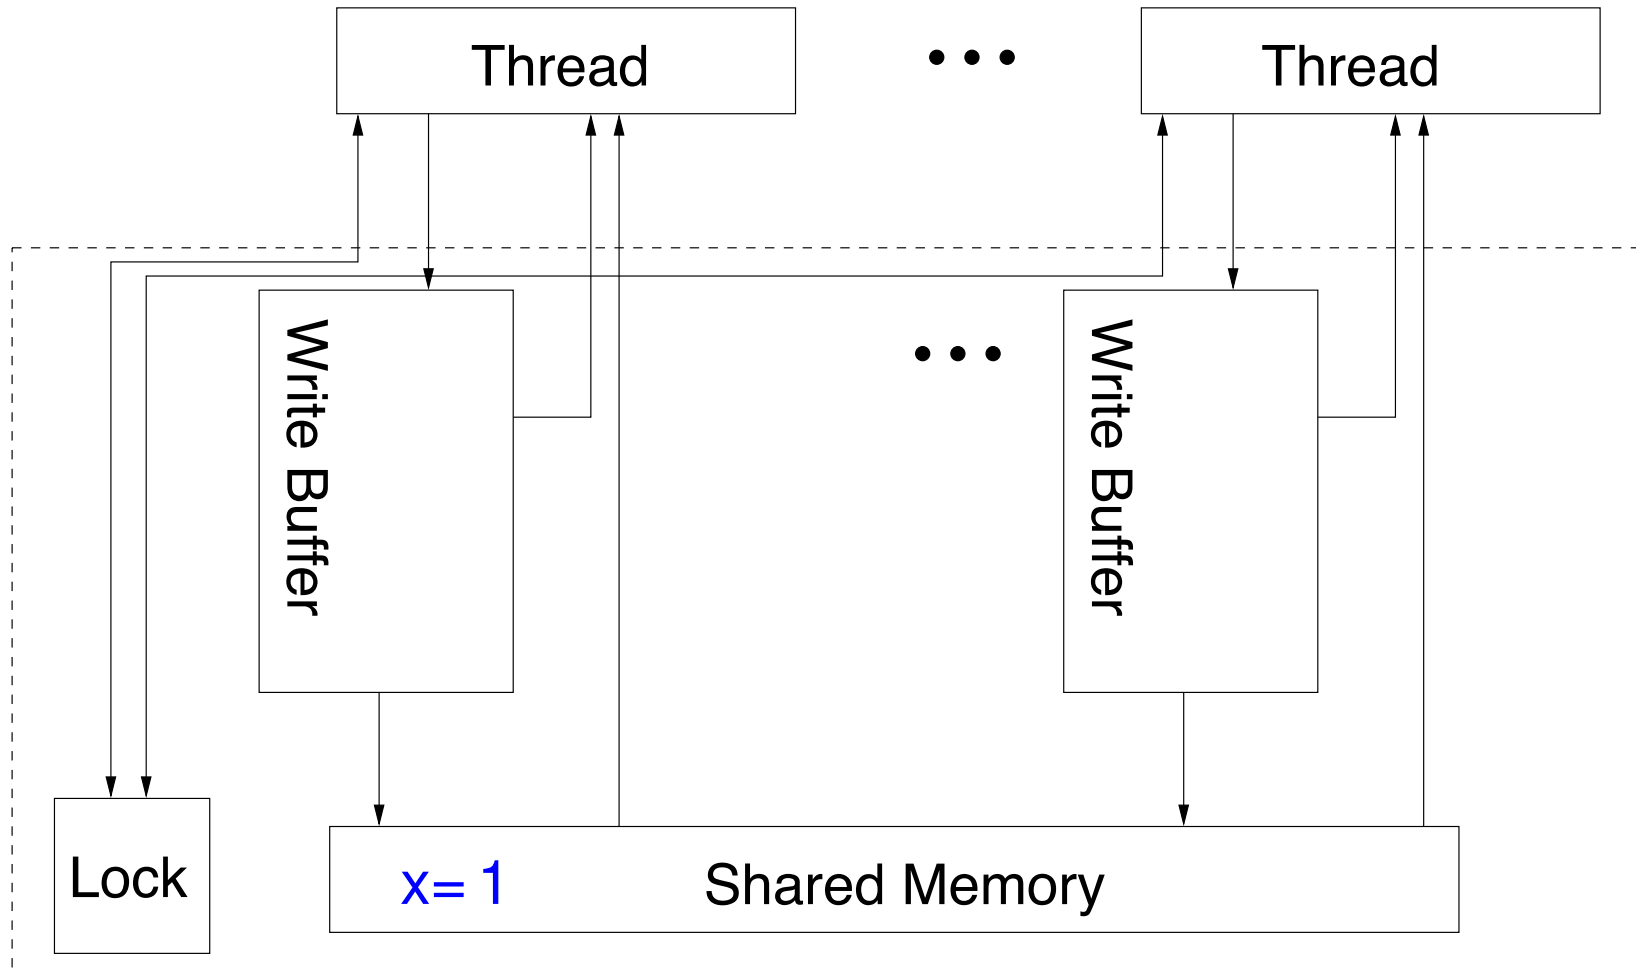 Thread
Thread
Write Buffer
Write Buffer
Lock
x= 1
Shared Memory